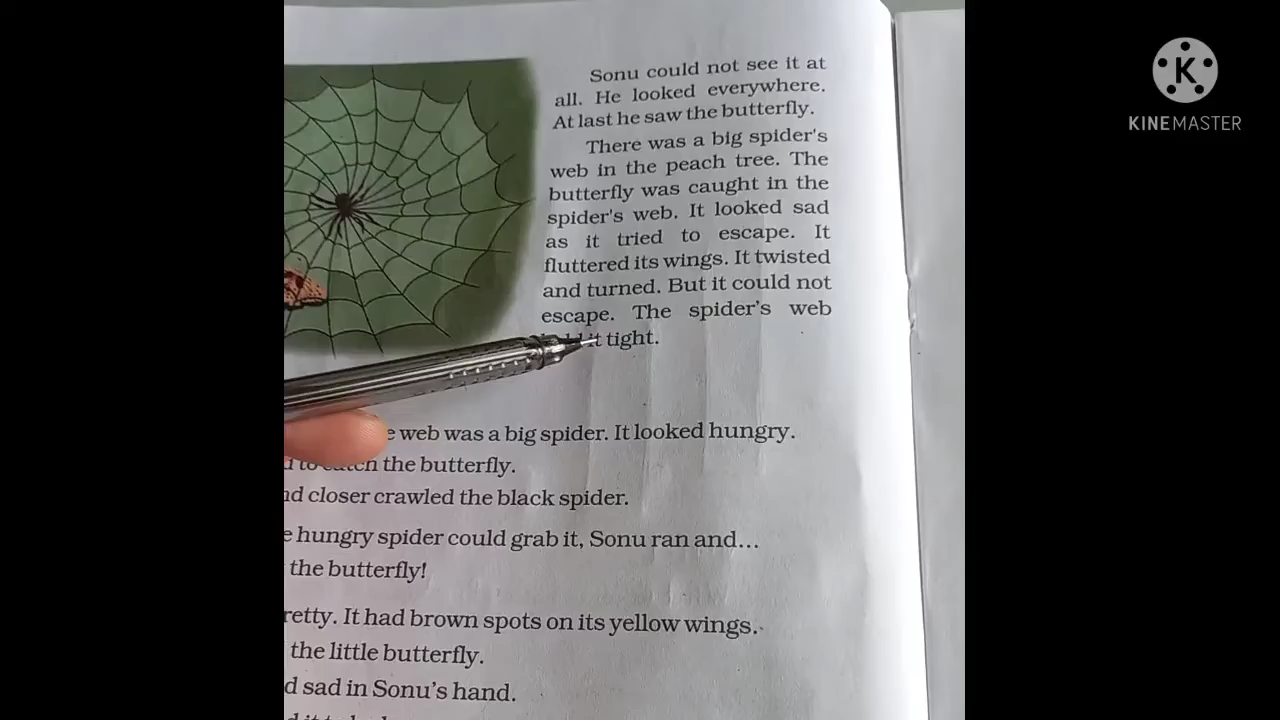 Sonu could not see it at
all. He looked everywhere.
At last he saw the butterfly.
There was a big spider's
web in the peach tree. The
butterfly was caught in the
spider's web. It looked sad
as it tried to escape. It
fluttered its wings. It twisted
and turned. But it could not
escape. The spider's web
it tight.
web was a big spider. It looked hungry.
to catch the butterfly.
closer crawled the black spider.
hungry spider could grab it, Sonu ran and...
the butterfly!
It had brown spots on its yellow wings.
the little butterfly.
sad in Sonu's hand.
KINEMASTER